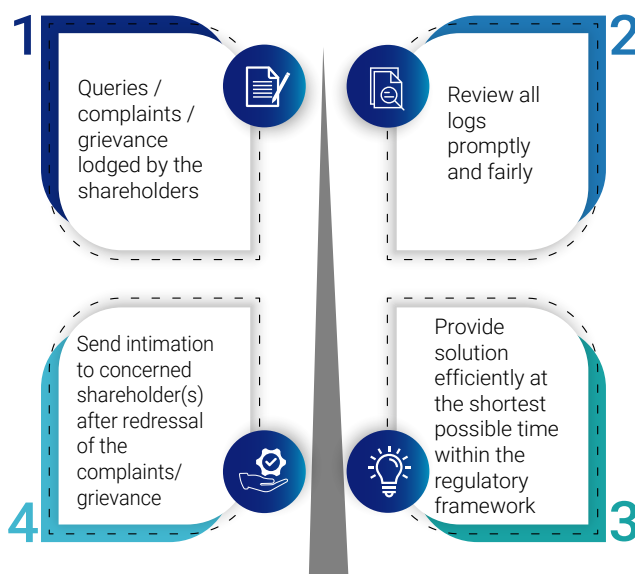 1
Queries /
complaints /
grievance
lodged by the
shareholders
2
Review all
logs
promptly
and fairly
3
Provide
solution
efficiently at
the shortest
possible time
within the
regulatory
framework
4
Send intimation
to concerned
shareholder(s)
after redressal
of the
complaints/
grievance